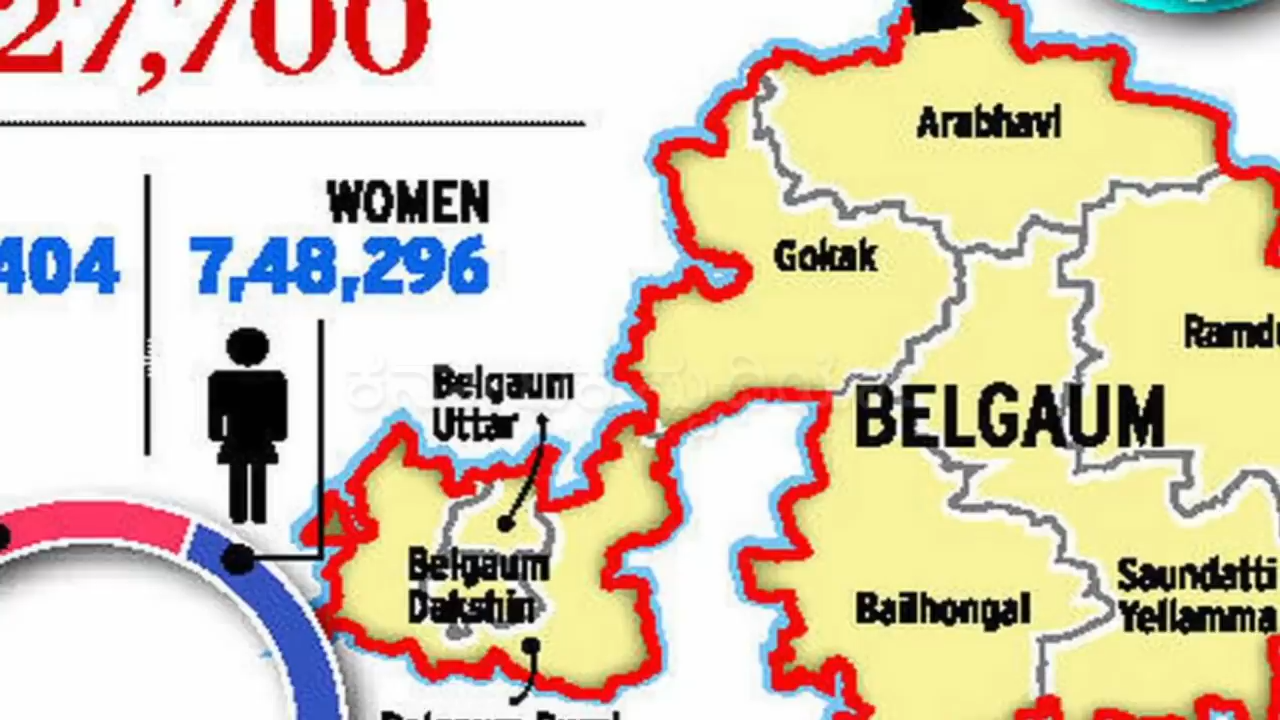 27,700
Arabhavi
WOMEN
404
7,48,296
Gokak
Belgaum
Uttar
BELGAUM
Belgaum
Dakshin
Bailhongal
Saundatti
Yellamma